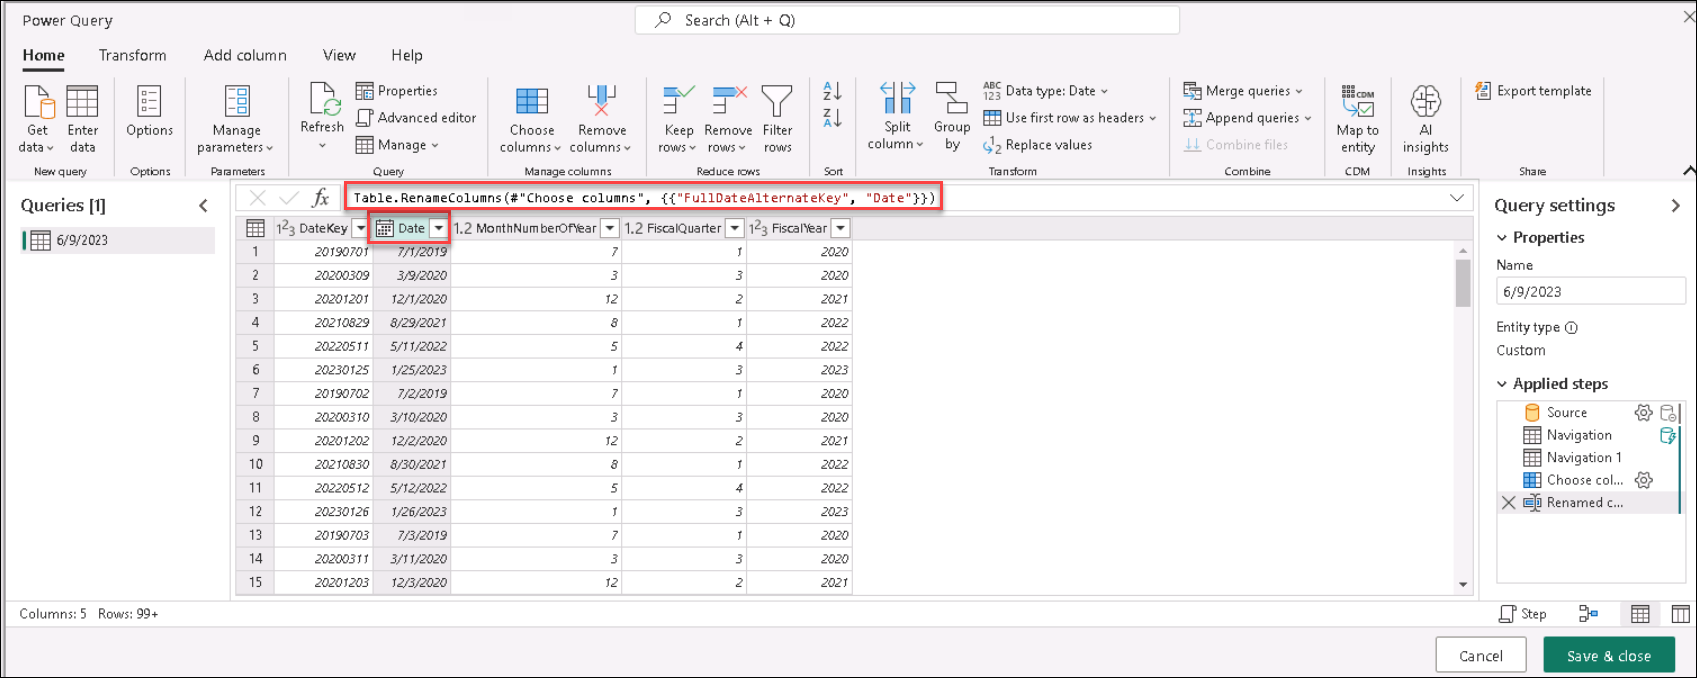 Power Query
Search (Alt + Q)
Home Transform Add column View Help
Get data
Enter data
Options
Manage parameters
Refresh
Properties
Advanced editor
Manage
Choose columns
Remove columns
Keep rows
Remove rows
Filter rows
A Z
Z A
Split column
Group by
ABC 123 Data type: Date
Use first row as headers
1 2 Replace values
Merge queries
Append queries
Combine files
CDM
Map to entity
AI insights
Export template
New query Options Parameters Query Manage columns Reduce rows Sort Transform Combine CDM Insights Share
Queries [1]
6/9/2023
fx Table.RenameColumns(#"Choose columns", {{"FullDateAlternateKey", "Date"}})
123 DateKey Date 1.2 MonthNumberOfYear 1.2 FiscalQuarter 123 FiscalYear
1 20190701 7/1/2019 7 1 2020
2 20200309 3/9/2020 3 3 2020
3 20201201 12/1/2020 12 2 2021
4 20210829 8/29/2021 8 1 2022
5 20220511 5/11/2022 5 4 2022
6 20230125 1/25/2023 1 3 2023
7 20190702 7/2/2019 7 1 2020
8 20200310 3/10/2020 3 3 2020
9 20201202 12/2/2020 12 2 2021
10 20210830 8/30/2021 8 1 2022
11 20220512 5/12/2022 5 4 2022
12 20230126 1/26/2023 1 3 2023
13 20190703 7/3/2019 7 1 2020
14 20200311 3/11/2020 3 3 2020
15 20201203 12/3/2020 12 2 2021
Query settings
Properties
Name
6/9/2023
Entity type
Custom
Applied steps
Source
Navigation
Navigation 1
Choose col...
Renamed c...
Columns: 5 Rows: 99+
Step
Cancel
Save & close